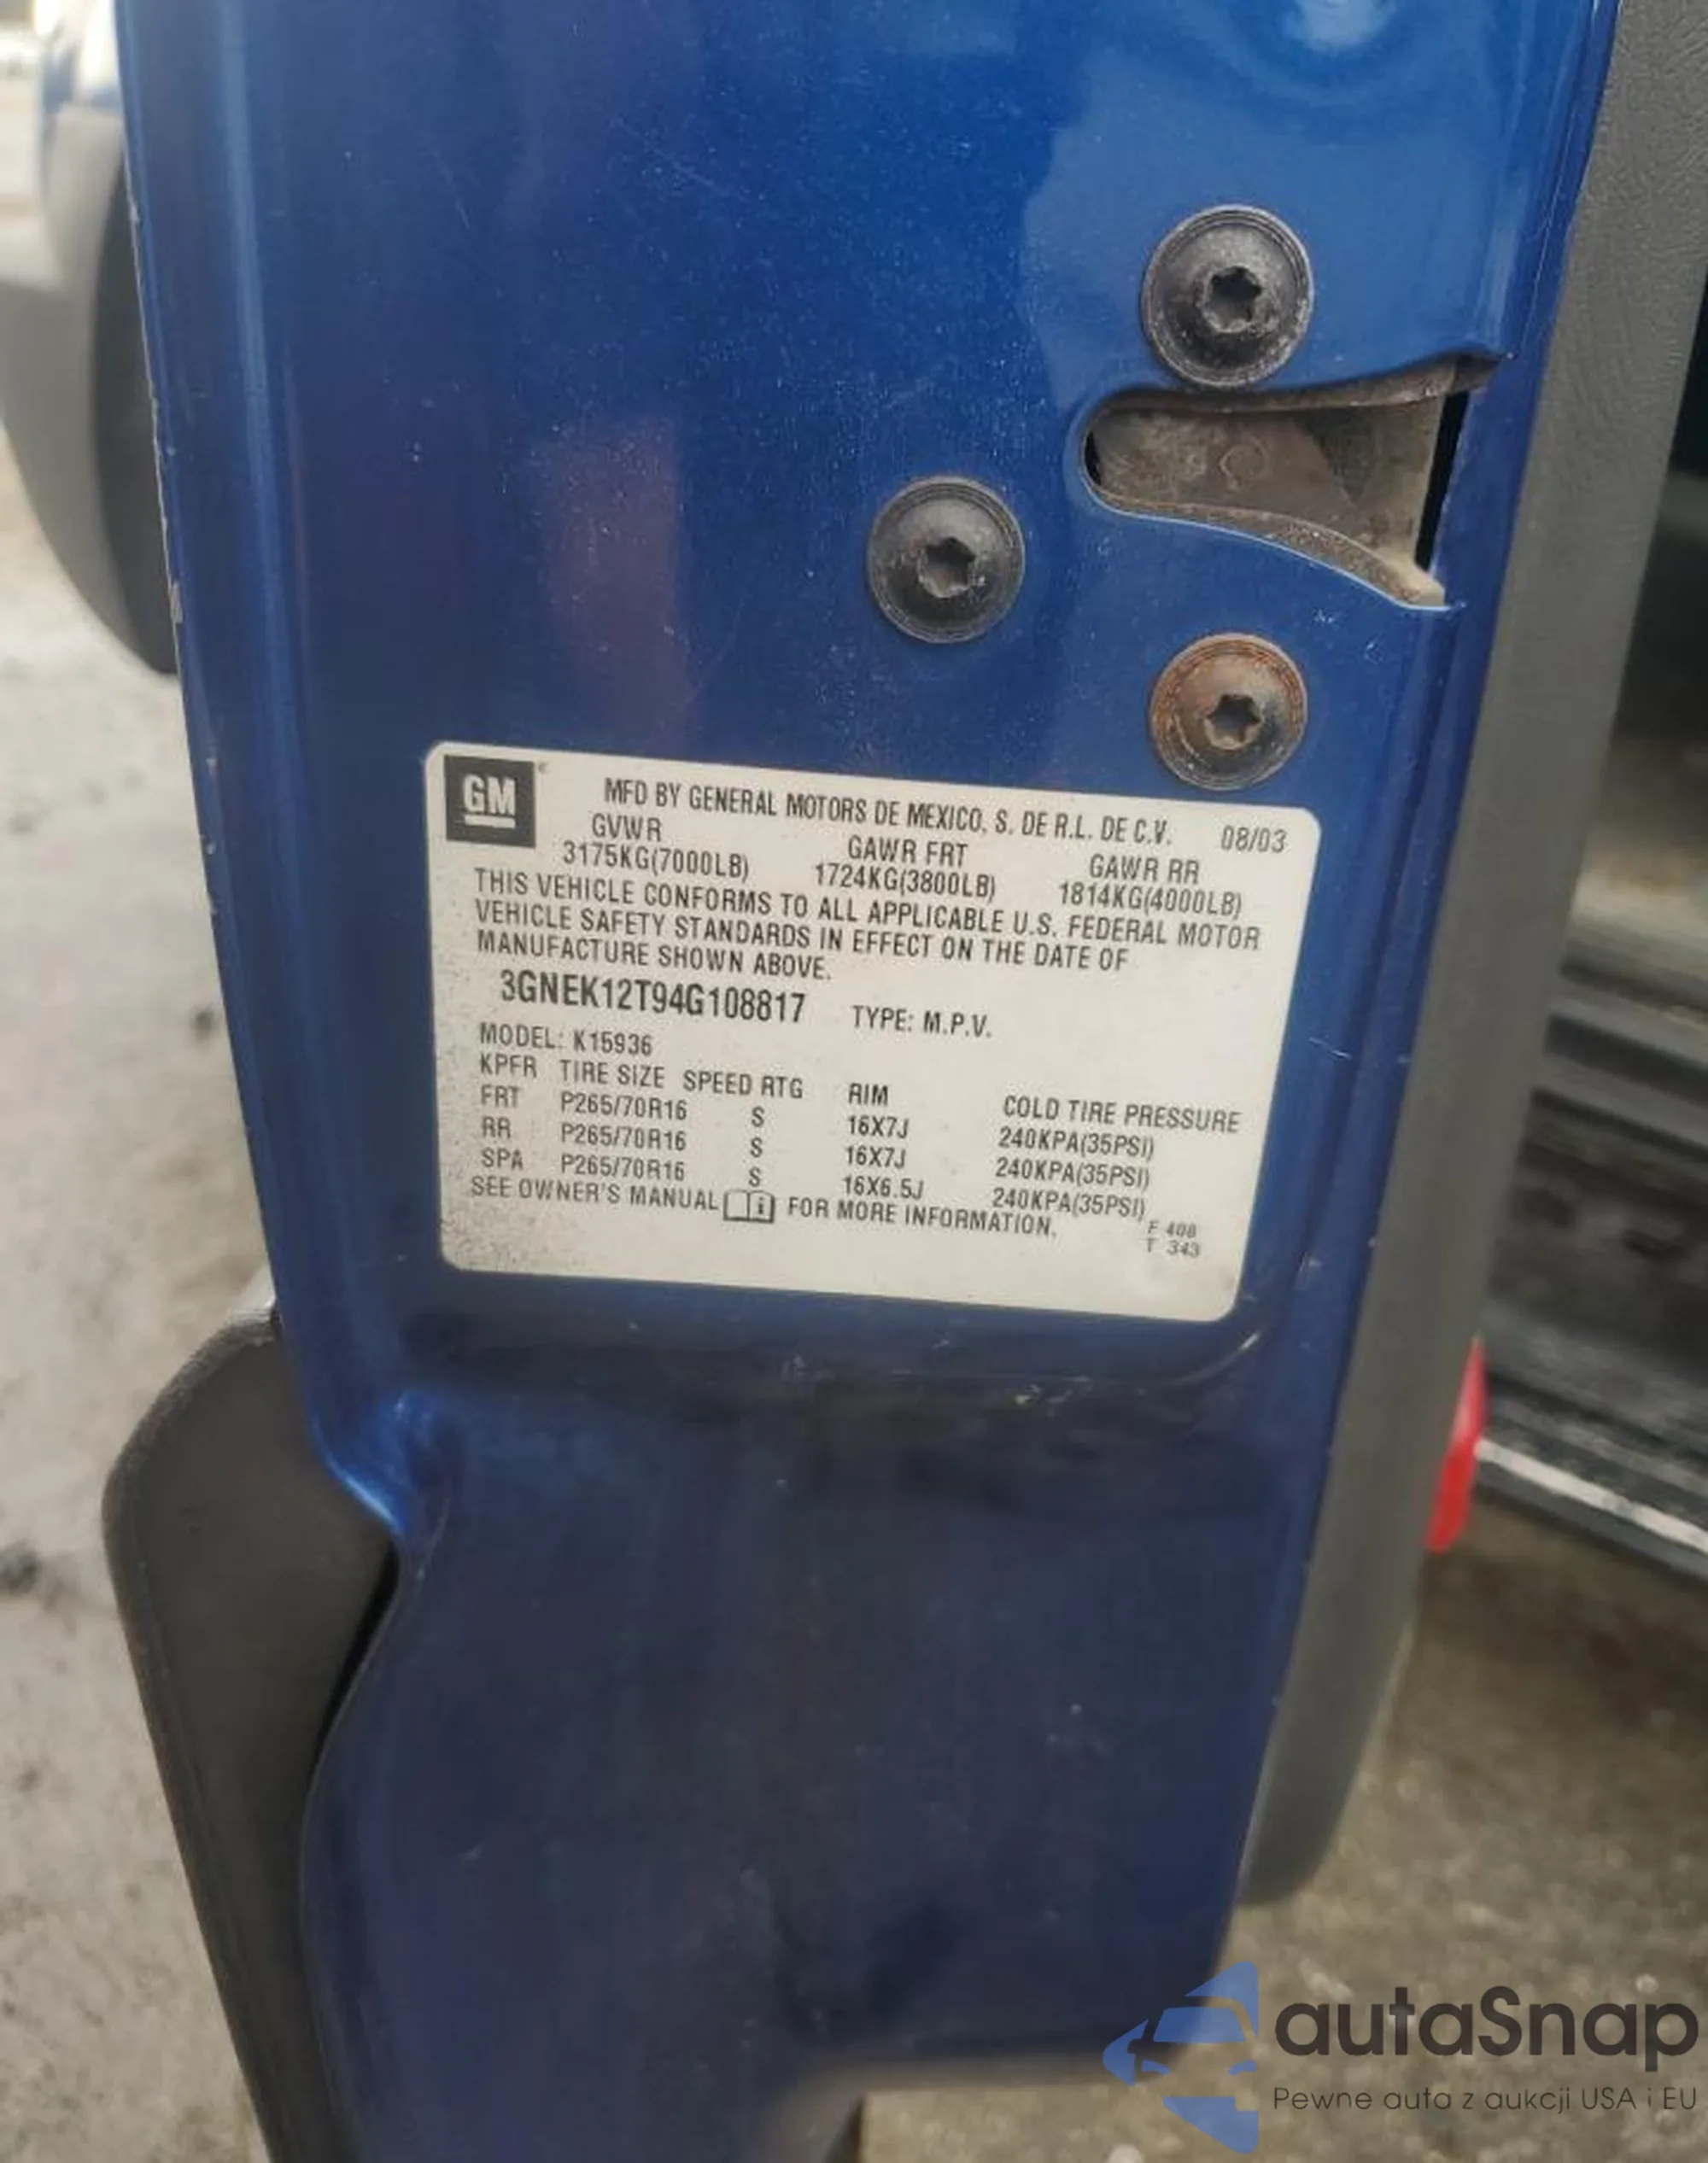 GM
MFD BY GENERAL MOTORS DE MEXICO, S. DE R.L. DE C.V. 08/03
GVWR GAWR FRT GAWR RR
3175KG(7000LB) 1724KG(3800LB) 1814KG(4000LB)
THIS VEHICLE CONFORMS TO ALL APPLICABLE U.S. FEDERAL MOTOR
VEHICLE SAFETY STANDARDS IN EFFECT ON THE DATE OF
MANUFACTURE SHOWN ABOVE.
3GNEK12T94G108817 TYPE: M.P.V.
MODEL: K15936
KPFR TIRE SIZE SPEED RTG RIM COLD TIRE PRESSURE
FRT P265/70R16 S 16X7J 240KPA(35PSI)
RR P265/70R16 S 16X7J 240KPA(35PSI)
SPA P265/70R16 S 16X6.5J 240KPA(35PSI)
SEE OWNER'S MANUAL FOR MORE INFORMATION.
F 408
T 343
autaSnap
Pewne auta z aukcji USA i EU